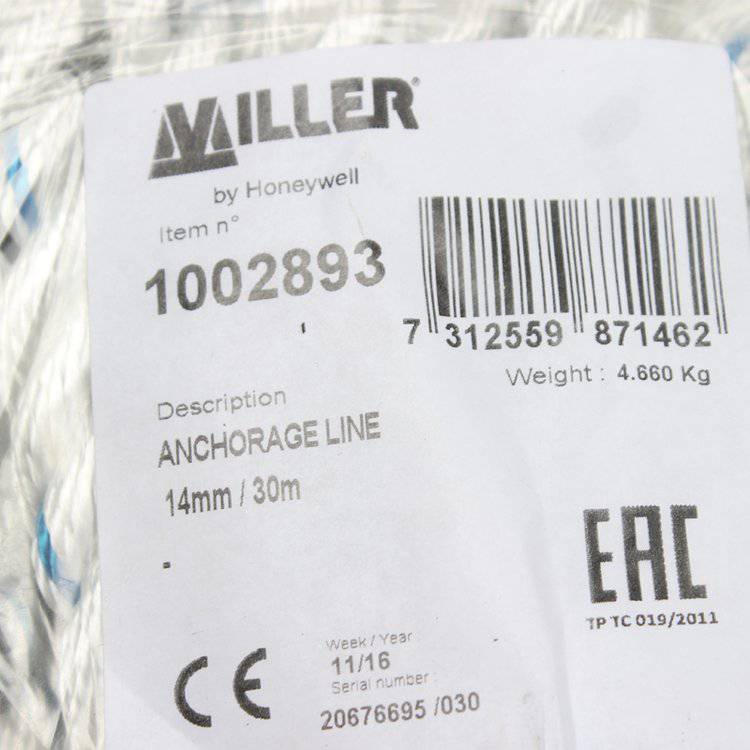 MILLER®
by Honeywell
Item n°
1002893
7 312559 871462
Weight : 4.660 Kg
Description
ANCHORAGE LINE
14mm / 30m
-
EAC
TP TC 019/2011
CE
Week / Year
11/16
Serial number :
20676695 /030